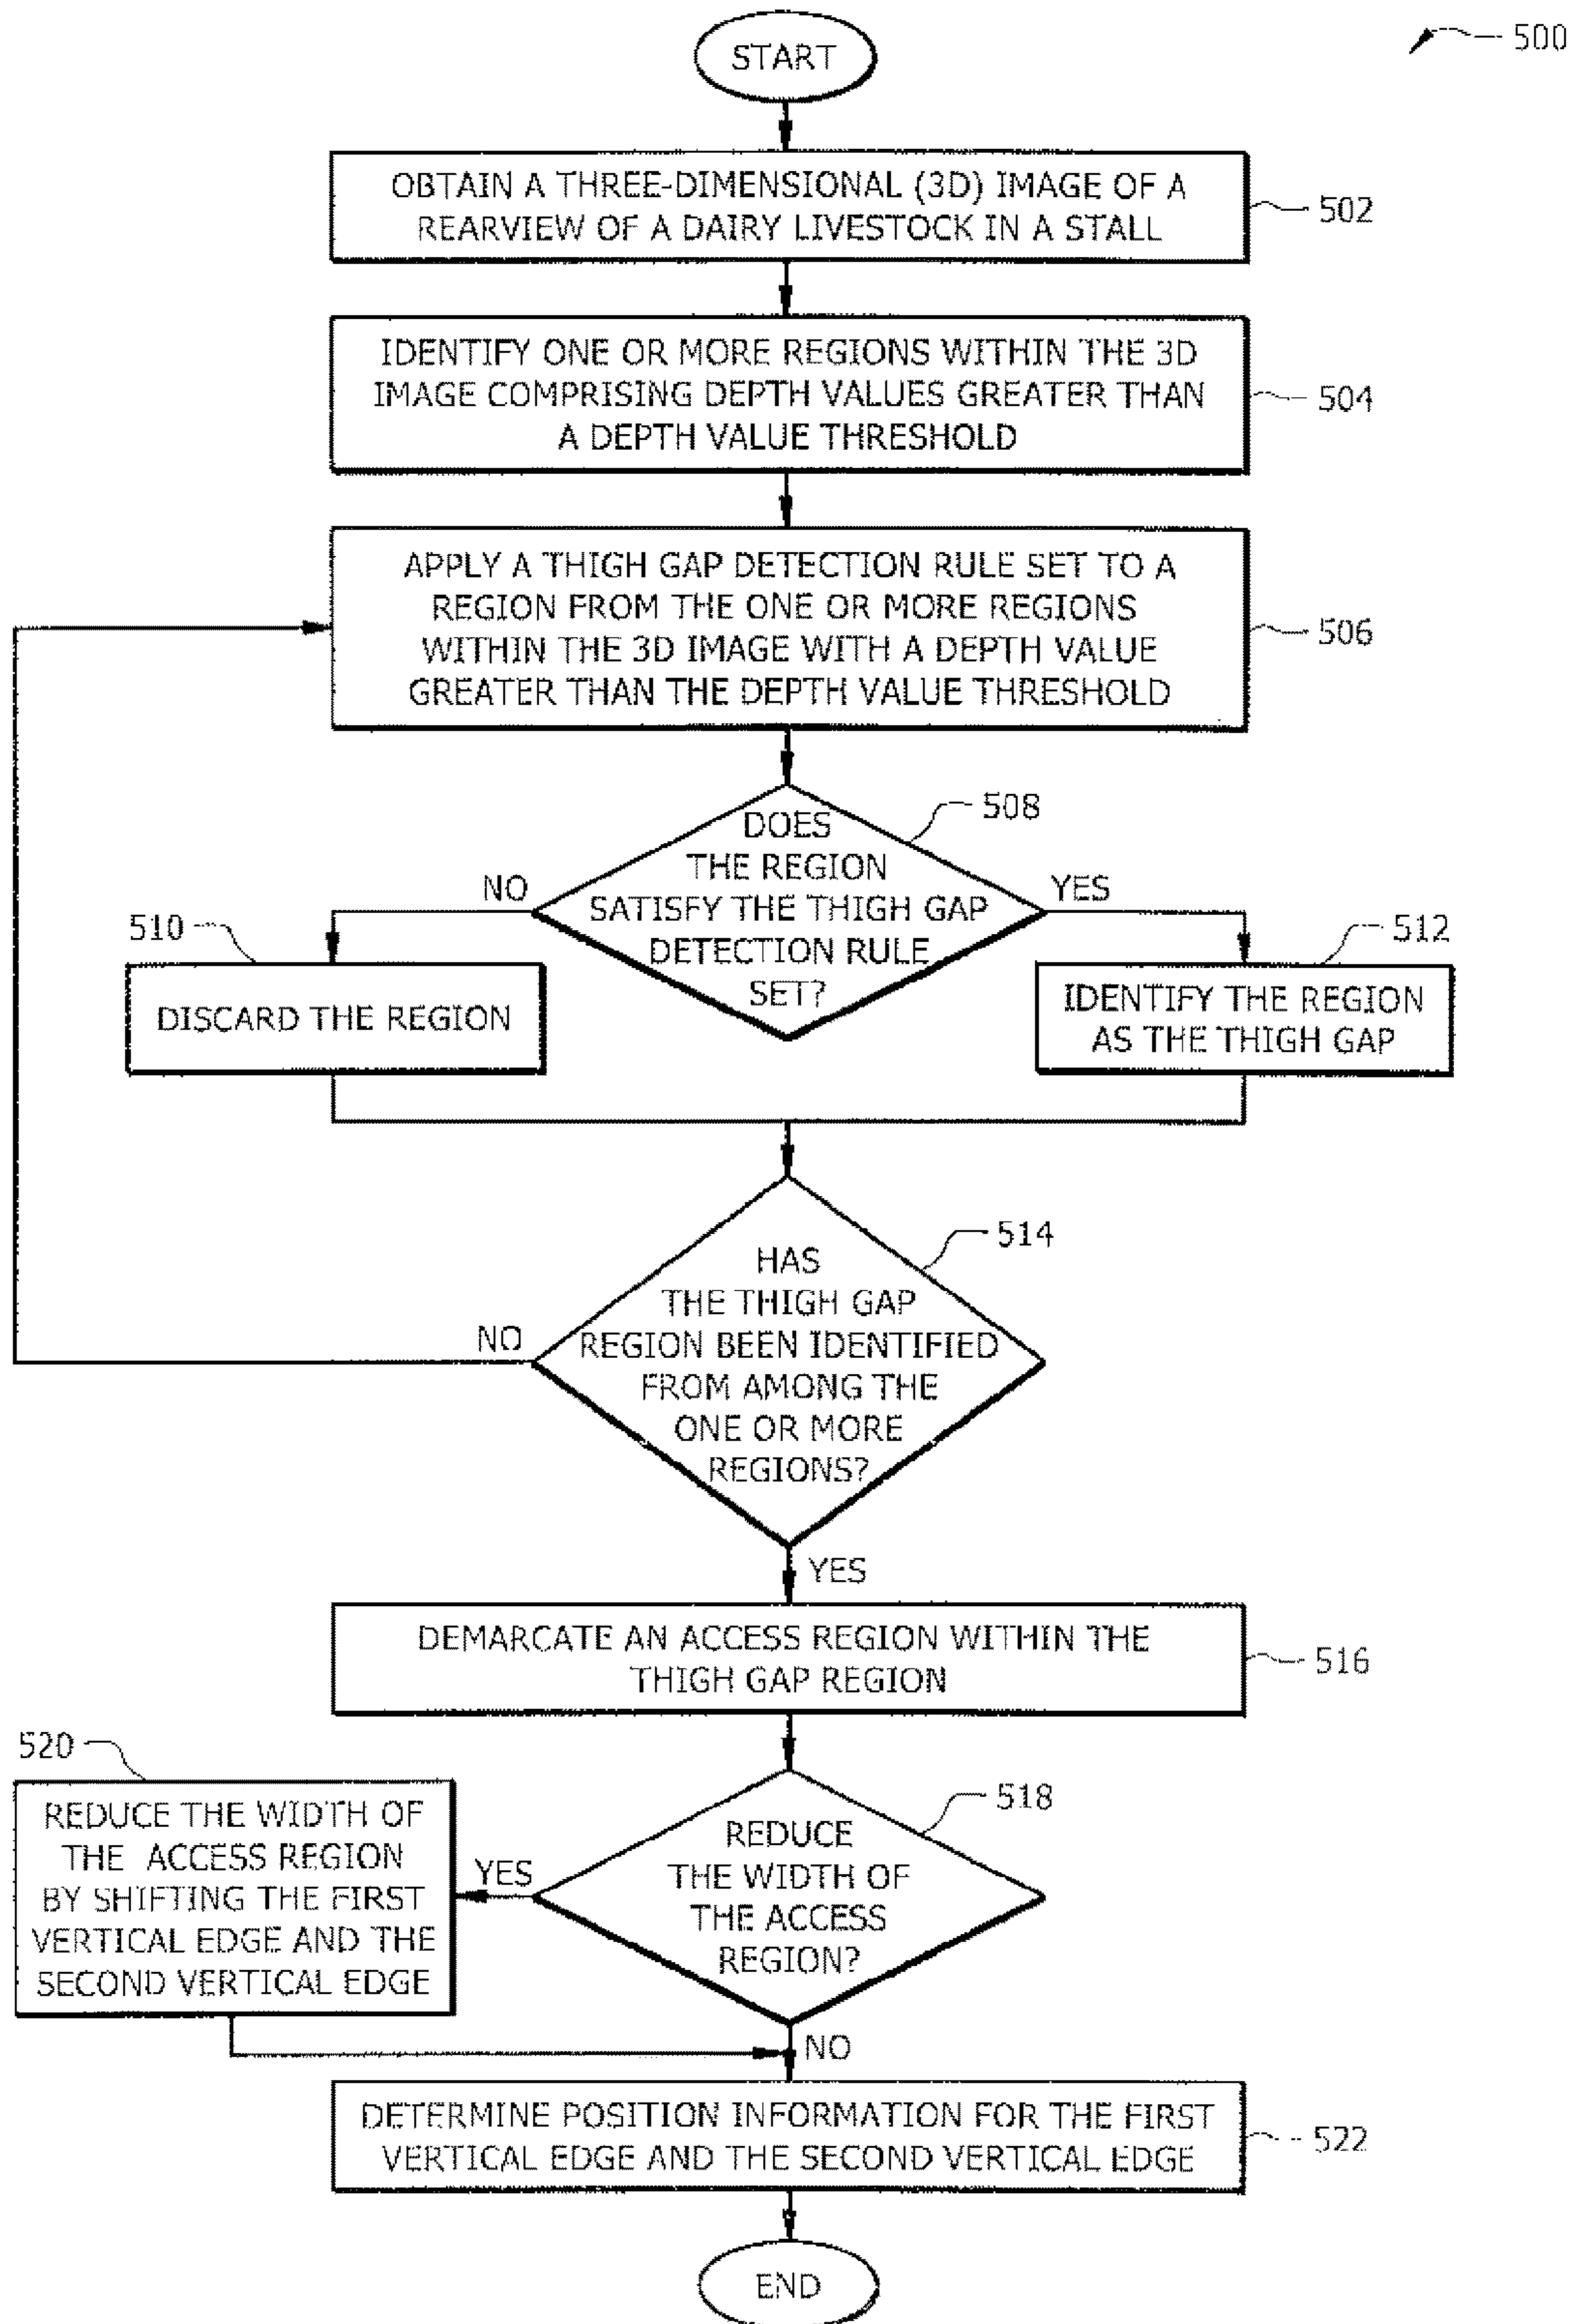 START
500
OBTAIN A THREE-DIMENSIONAL (3D) IMAGE OF A
REARVIEW OF A DAIRY LIVESTOCK IN A STALL
502
IDENTIFY ONE OR MORE REGIONS WITHIN THE 3D
IMAGE COMPRISING DEPTH VALUES GREATER THAN
A DEPTH VALUE THRESHOLD
504
APPLY A THIGH GAP DETECTION RULE SET TO A
REGION FROM THE ONE OR MORE REGIONS
WITHIN THE 3D IMAGE WITH A DEPTH VALUE
GREATER THAN THE DEPTH VALUE THRESHOLD
506
508
DOES
THE REGION
SATISFY THE THIGH GAP
DETECTION RULE
SET?
NO
YES
510
DISCARD THE REGION
512
IDENTIFY THE REGION
AS THE THIGH GAP
514
HAS
THE THIGH GAP
REGION BEEN IDENTIFIED
FROM AMONG THE
ONE OR MORE
REGIONS?
NO
YES
DEMARCATE AN ACCESS REGION WITHIN THE
THIGH GAP REGION
516
518
REDUCE
THE WIDTH OF
THE ACCESS
REGION?
YES
520
REDUCE THE WIDTH OF
THE ACCESS REGION
BY SHIFTING THE FIRST
VERTICAL EDGE AND THE
SECOND VERTICAL EDGE
NO
DETERMINE POSITION INFORMATION FOR THE FIRST
VERTICAL EDGE AND THE SECOND VERTICAL EDGE
522
END